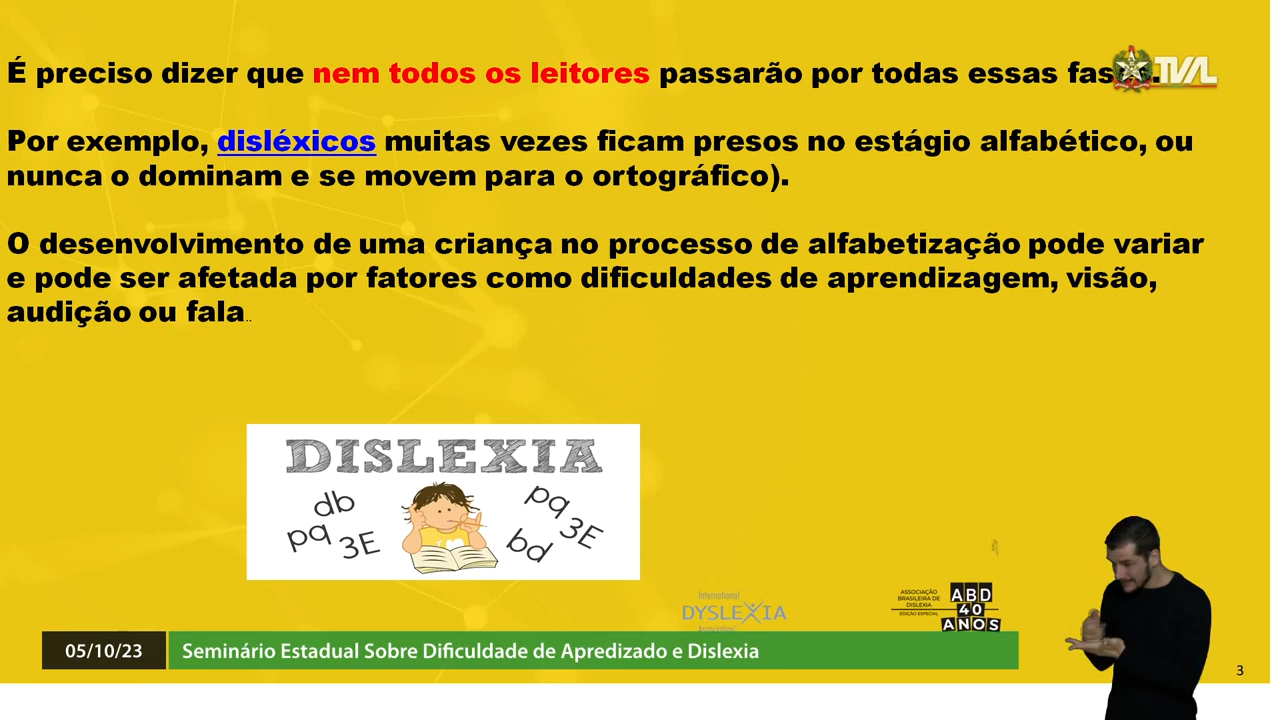 É preciso dizer que nem todos os leitores passarão por todas essas
TVAL
Por exemplo, disléxicos muitas vezes ficam presos no estágio alfabético, ou
nunca o dominam e se movem para o ortográfico).
O desenvolvimento de uma criança no processo de alfabetização pode variar
e pode ser afetada por fatores como dificuldades de aprendizagem, visão,
audição ou fala..
DISLEXIA
db
pq
3E
pq
3E
bd
International
DYSLEXIA
Association
ASSOCIAÇÃO
BRASILEIRA DE
DISLEXIA
EDIÇÃO ESPECIAL
ABD
40
ANOS
05/10/23
Seminário Estadual Sobre Dificuldade de Apredizado e Dislexia
3